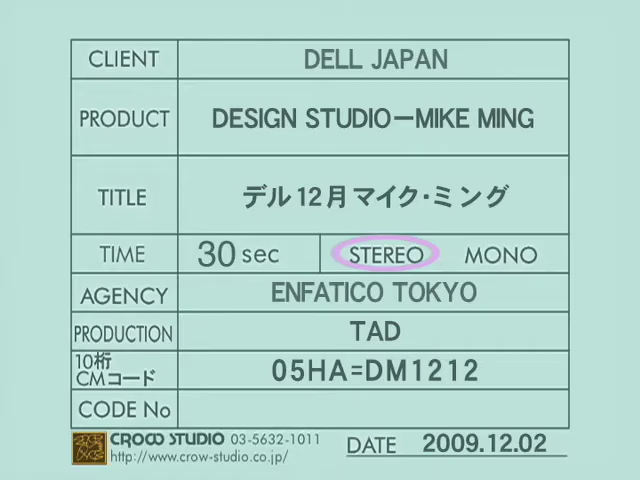 CLIENT DELL JAPAN
PRODUCT DESIGN STUDIO－MIKE MING
TITLE デル12月マイク・ミング
TIME 30 sec STEREO MONO
AGENCY ENFATICO TOKYO
PRODUCTION TAD
10桁
CMコード 05HA=DM1212
CODE No
CROW STUDIO 03-5632-1011
http://www.crow-studio.co.jp/
DATE 2009.12.02